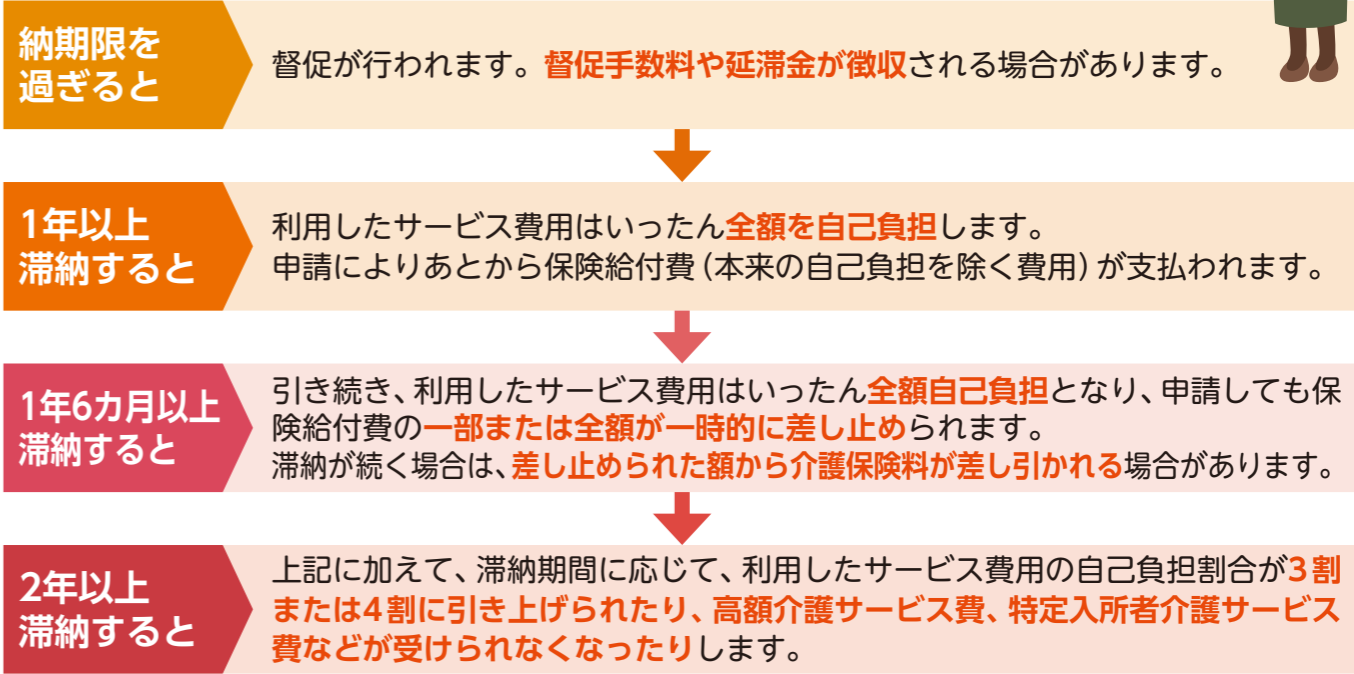 納期限を
過ぎると
督促が行われます。督促手数料や延滞金が徴収される場合があります。
1年以上
滞納すると
利用したサービス費用はいったん全額を自己負担します。
申請によりあとから保険給付費(本来の自己負担を除く費用)が支払われます。
1年6カ月以上
滞納すると
引き続き、利用したサービス費用はいったん全額自己負担となり、申請しても保
険給付費の一部または全額が一時的に差し止められます。
滞納が続く場合は、差し止められた額から介護保険料が差し引かれる場合があります。
2年以上
滞納すると
上記に加えて、滞納期間に応じて、利用したサービス費用の自己負担割合が3割
または4割に引き上げられたり、高額介護サービス費、特定入所者介護サービス
費などが受けられなくなったりします。